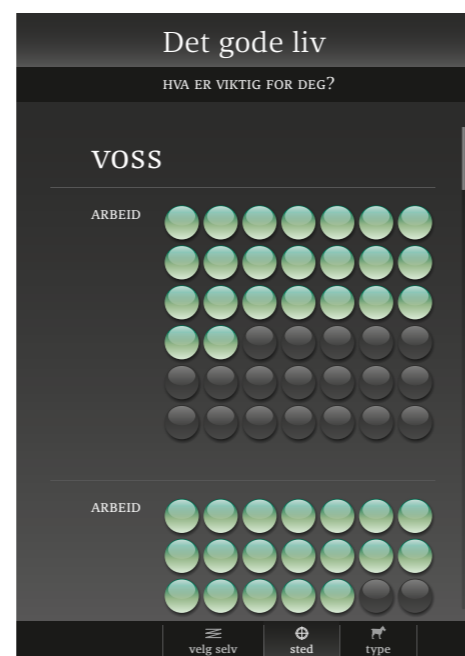 Det gode liv
HVA ER VIKTIG FOR DEG?
VOSS
ARBEID
ARBEID
velg selv
sted
type